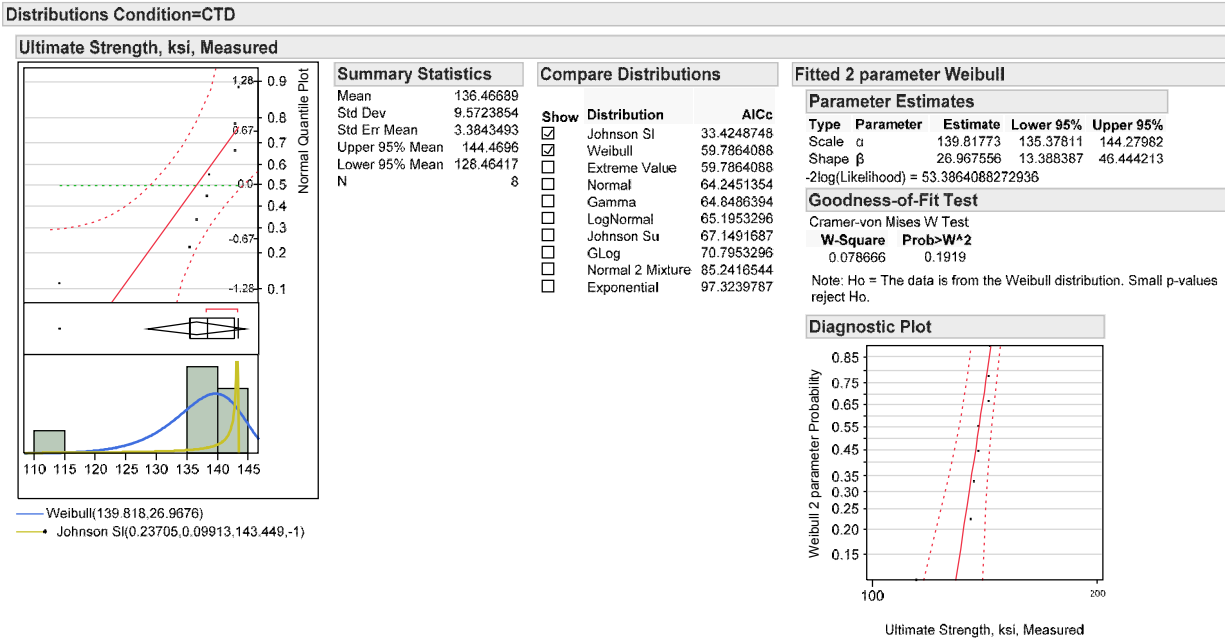 Distributions Condition=CTD
Ultimate Strength, ksi, Measured
1.28 0.9
0.8
0.67
0.7
0.6
0.0 0.5
0.4
0.3
-0.67
0.2
-1.28 0.1
Normal Quantile Plot
110 115 120 125 130 135 140 145
Weibull(139.818,26.9676)
Johnson Sl(0.23705,0.09913,143.449,-1)
Summary Statistics
Mean 136.46689
Std Dev 9.5723854
Std Err Mean 3.3843493
Upper 95% Mean 144.4696
Lower 95% Mean 128.46417
N 8
Compare Distributions
Show Distribution AICc
Johnson Sl 33.4248748
Weibull 59.7864088
Extreme Value 59.7864088
Normal 64.2451354
Gamma 64.8486394
LogNormal 65.1953296
Johnson Su 67.1491687
GLog 70.7953296
Normal 2 Mixture 85.2416544
Exponential 97.3239787
Fitted 2 parameter Weibull
Parameter Estimates
Type Parameter Estimate Lower 95% Upper 95%
Scale α 139.81773 135.37811 144.27982
Shape β 26.967556 13.388387 46.444213
-2log(Likelihood) = 53.3864088272936
Goodness-of-Fit Test
Cramer-von Mises W Test
W-Square Prob>W^2
0.078666 0.1919
Note: Ho = The data is from the Weibull distribution. Small p-values
reject Ho.
Diagnostic Plot
Weibull 2 parameter Probability
0.85
0.75
0.65
0.55
0.45
0.35
0.30
0.25
0.20
0.15
100 200
Ultimate Strength, ksi, Measured